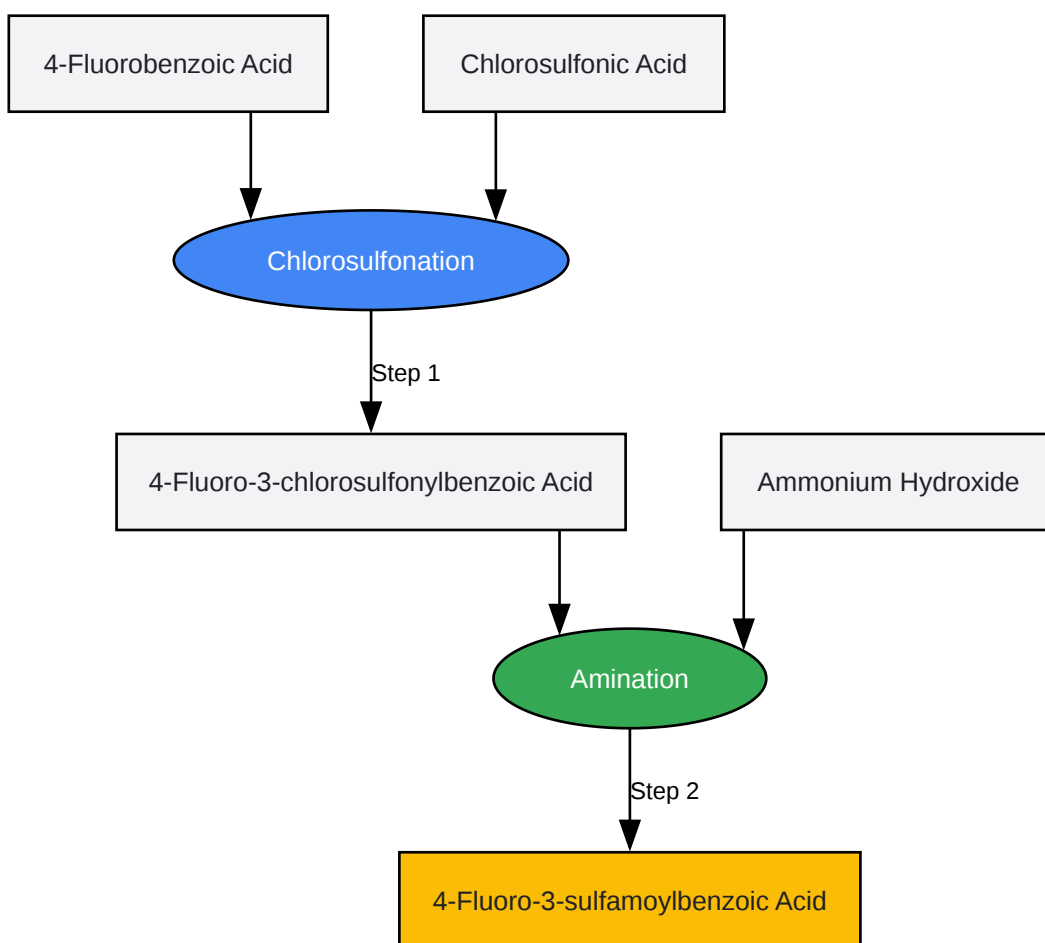 4-Fluorobenzoic Acid
Chlorosulfonic Acid
Chlorosulfonation
Step 1
4-Fluoro-3-chlorosulfonylbenzoic Acid
Ammonium Hydroxide
Amination
Step 2
4-Fluoro-3-sulfamoylbenzoic Acid